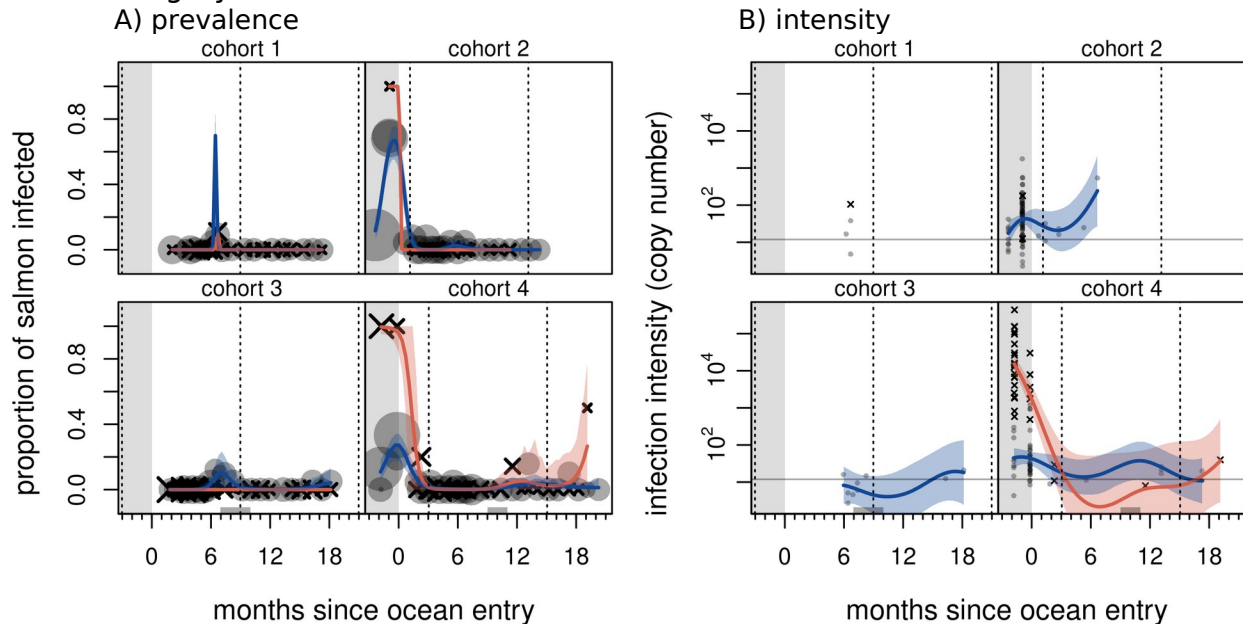 A) prevalence
B) intensity
cohort 1
cohort 2
cohort 1
cohort 2
0.8
0.4
0.0
10^4
10^2
cohort 3
cohort 4
cohort 3
cohort 4
0.8
0.4
0.0
10^4
10^2
proportion of salmon infected
infection intensity (copy number)
0 6 12 18 0 6 12 18
0 6 12 18 0 6 12 18
months since ocean entry
months since ocean entry